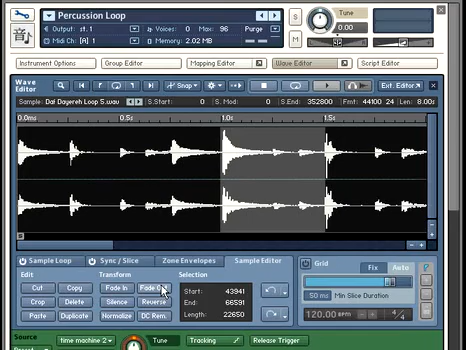 Percussion Loop
S
Tune
Output: st. 1 Voices: 0 Max: 96 Purge
0.00
Midi Ch: [A] 1 Memory: 2.02 MB
M
Instrument Options Group Editor Mapping Editor Wave Editor Script Editor
Wave Editor Snap Ext. Editor
Sample: Daf Dayereh Loop S.wav S. Start: 0 S. Mod: 0 S.End: 352800 Fmt: 44100 24 Len: 8.00s
0.0ms 0.5s 1.0s 1.5s
S
Sample Loop Sync / Slice Zone Envelopes Sample Editor Grid
Edit Transform Selection Fix Auto
Cut Copy Fade In Fade Out Start: 43941 50 ms Min Slice Duration
Crop Delete Silence Reverse End: 66591
Paste Duplicate Normalize DC Rem. Length: 22650 120.00 BPM 4/4
Source time machine 2 Tune Tracking Release Trigger